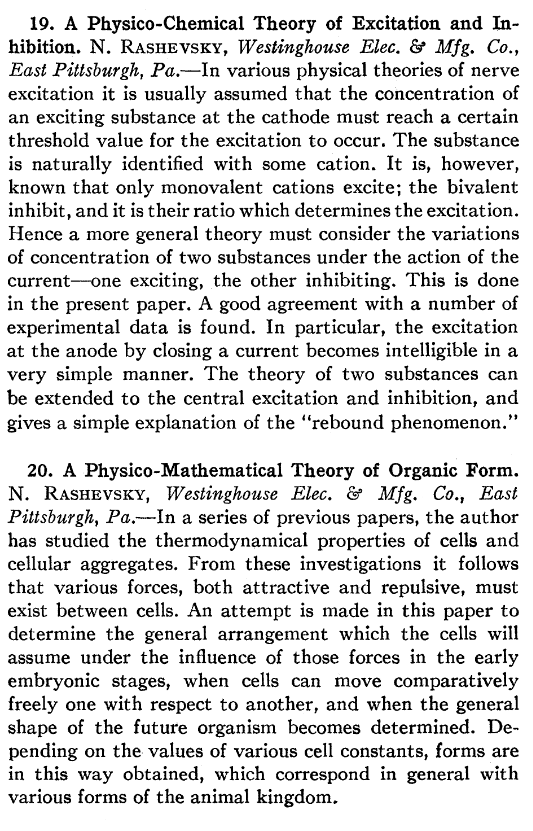 19. A Physico-Chemical Theory of Excitation and In-
hibition. N. RASHEVSKY, Westinghouse Elec. & Mfg. Co.,
East Pittsburgh, Pa.—In various physical theories of nerve
excitation it is usually assumed that the concentration of
an exciting substance at the cathode must reach a certain
threshold value for the excitation to occur. The substance
is naturally identified with some cation. It is, however,
known that only monovalent cations excite; the bivalent
inhibit, and it is their ratio which determines the excitation.
Hence a more general theory must consider the variations
of concentration of two substances under the action of the
current—one exciting, the other inhibiting. This is done
in the present paper. A good agreement with a number of
experimental data is found. In particular, the excitation
at the anode by closing a current becomes intelligible in a
very simple manner. The theory of two substances can
be extended to the central excitation and inhibition, and
gives a simple explanation of the “rebound phenomenon.”
20. A Physico-Mathematical Theory of Organic Form.
N. RASHEVSKY, Westinghouse Elec. & Mfg. Co., East
Pittsburgh, Pa.—In a series of previous papers, the author
has studied the thermodynamical properties of cells and
cellular aggregates. From these investigations it follows
that various forces, both attractive and repulsive, must
exist between cells. An attempt is made in this paper to
determine the general arrangement which the cells will
assume under the influence of those forces in the early
embryonic stages, when cells can move comparatively
freely one with respect to another, and when the general
shape of the future organism becomes determined. De-
pending on the values of various cell constants, forms are
in this way obtained, which correspond in general with
various forms of the animal kingdom.